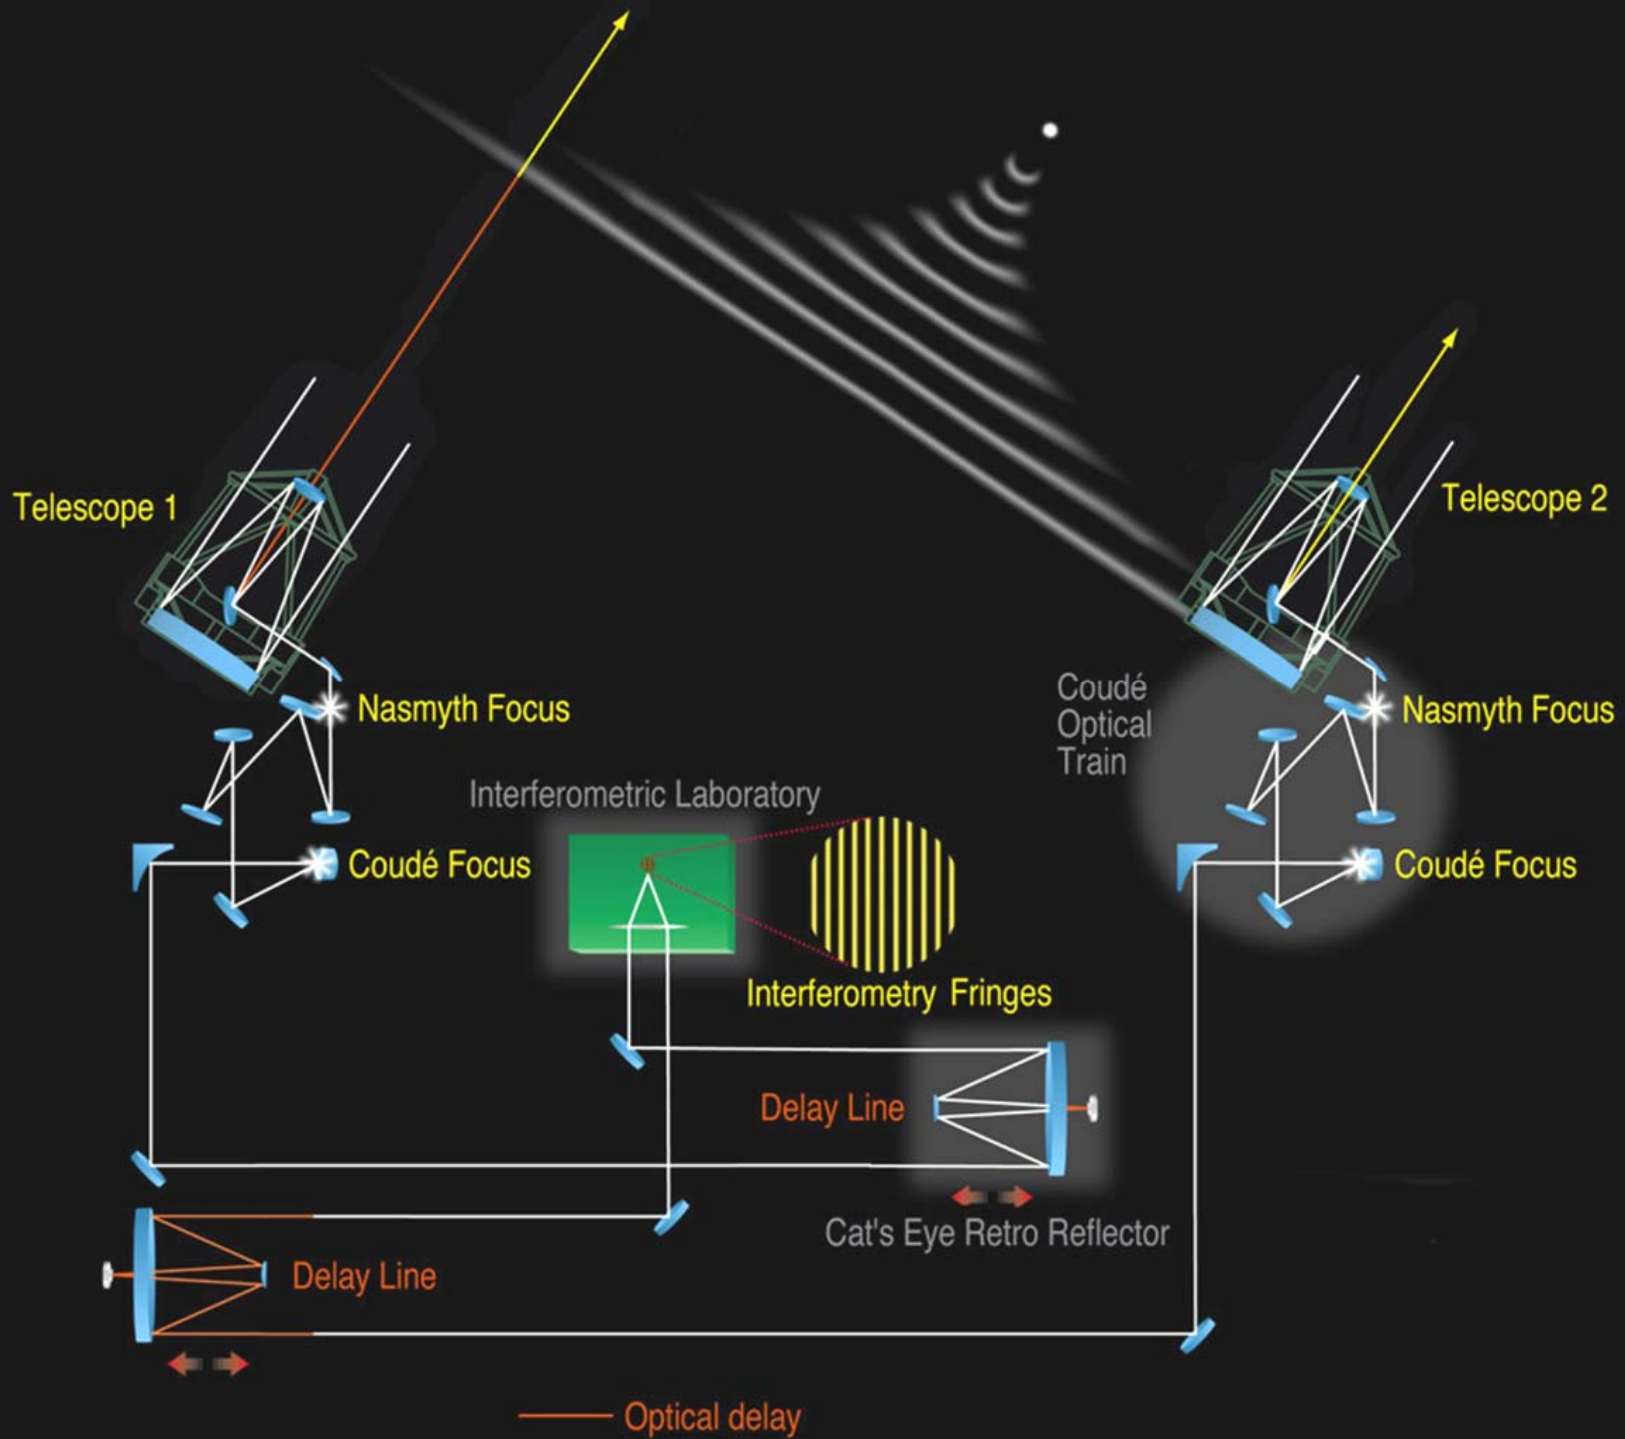 Telescope 1
Telescope 2
Nasmyth Focus
Coudé
Optical
Train
Nasmyth Focus
Interferometric Laboratory
Coudé Focus
Coudé Focus
Interferometry Fringes
Delay Line
Cat's Eye Retro Reflector
Delay Line
Optical delay